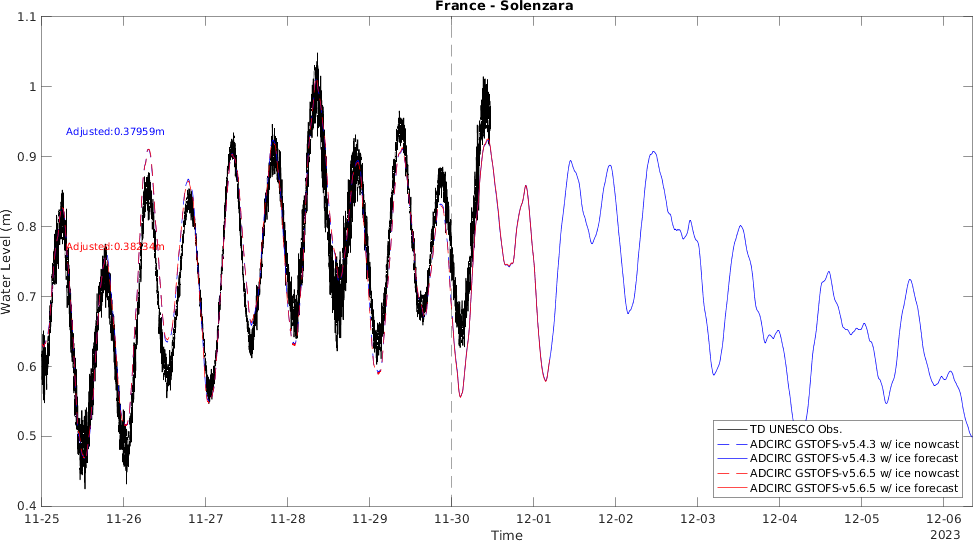 France - Solenzara
Water Level (m)
1.1
1
0.9
0.8
0.7
0.6
0.5
0.4
Adjusted:0.37959m
Adjusted:0.38234m
TD UNESCO Obs.
ADCIRC GSTOFS-v5.4.3 w/ ice nowcast
ADCIRC GSTOFS-v5.4.3 w/ ice forecast
ADCIRC GSTOFS-v5.6.5 w/ ice nowcast
ADCIRC GSTOFS-v5.6.5 w/ ice forecast
11-25 11-26 11-27 11-28 11-29 11-30 12-01 12-02 12-03 12-04 12-05 12-06
2023
Time